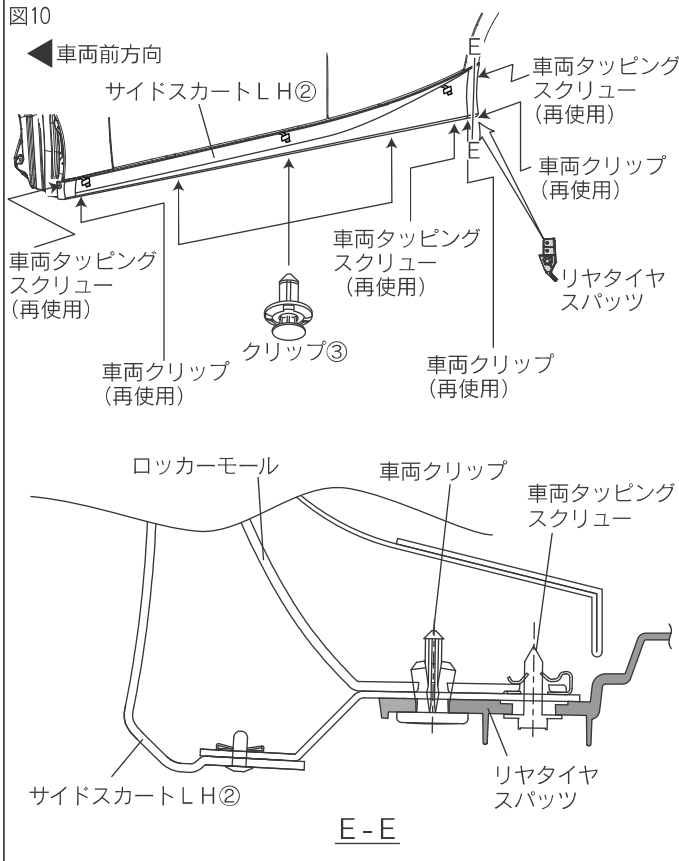 図10
車両前方向
サイドスカートＬＨ②
E
車両タッピング
スクリュー
(再使用)
E
車両クリップ
(再使用)
車両タッピング
スクリュー
(再使用)
車両タッピング
スクリュー
(再使用)
リヤタイヤ
スパッツ
クリップ③
車両クリップ
(再使用)
車両クリップ
(再使用)
ロッカーモール
車両クリップ
車両タッピング
スクリュー
サイドスカートＬＨ②
リヤタイヤ
スパッツ
E-E